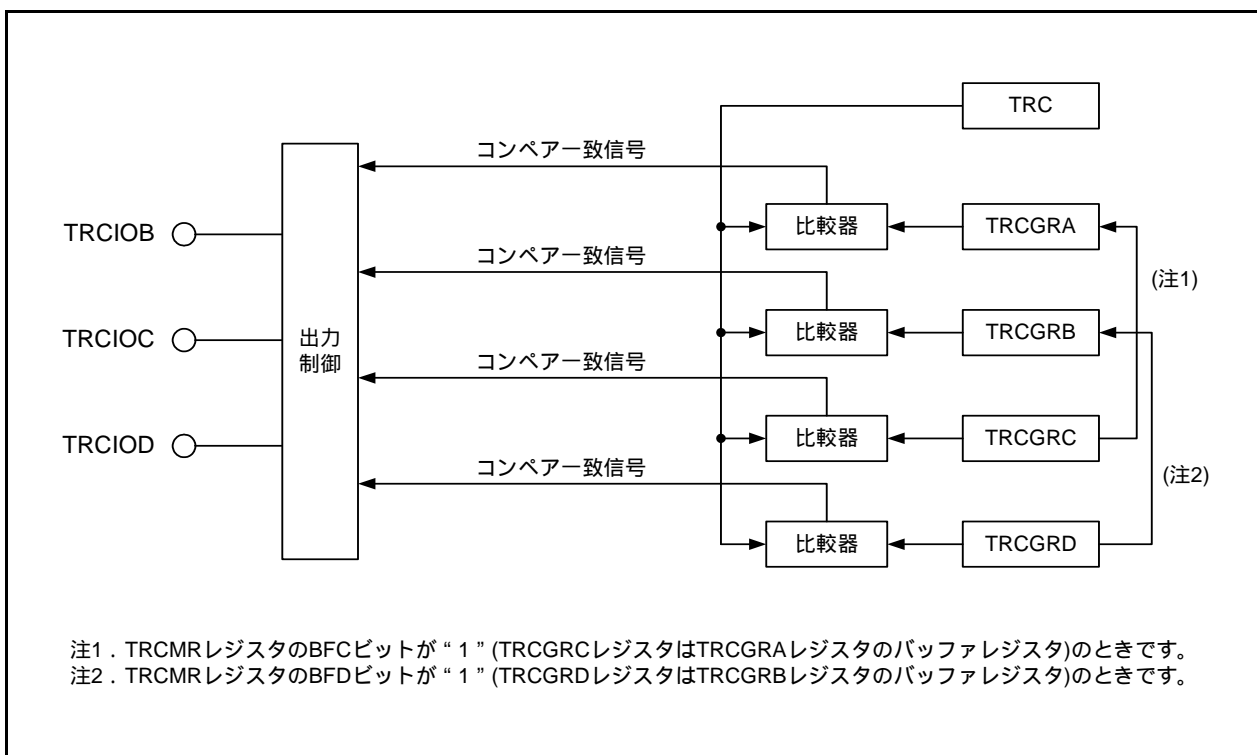 TRC
コンペア一致信号
比較器
TRCGRA
TRCIOB
(注1)
コンペア一致信号
比較器
TRCGRB
TRCIOC
出力
制御
コンペア一致信号
比較器
TRCGRC
TRCIOD
(注2)
コンペア一致信号
比較器
TRCGRD
注1．TRCMRレジスタのBFCビットが“1”(TRCGRCレジスタはTRCGRAレジスタのバッファレジスタ)のときです。
注2．TRCMRレジスタのBFDビットが“1”(TRCGRDレジスタはTRCGRBレジスタのバッファレジスタ)のときです。